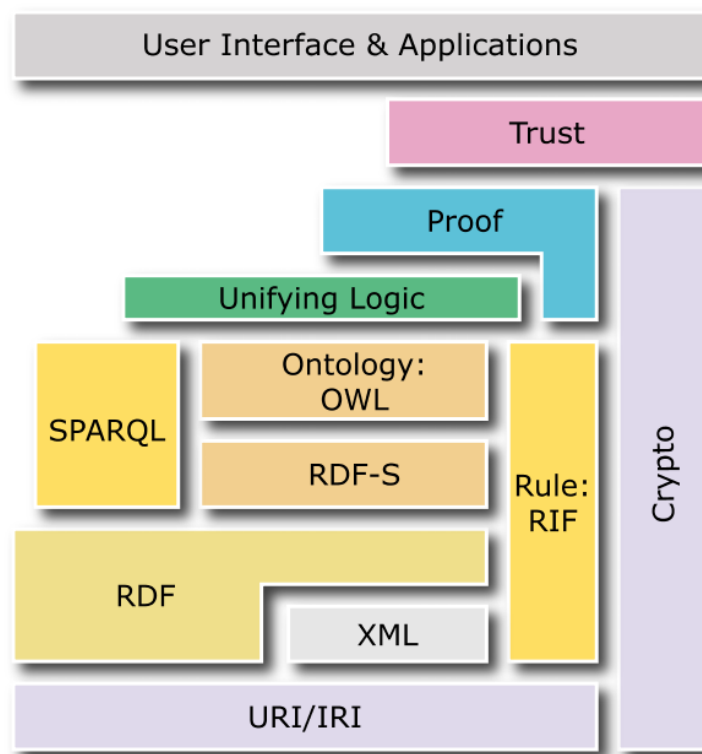 User Interface & Applications
Trust
Proof
Unifying Logic
Ontology:
OWL
SPARQL
RDF-S
Rule:
RIF
Crypto
RDF
XML
URI/IRI